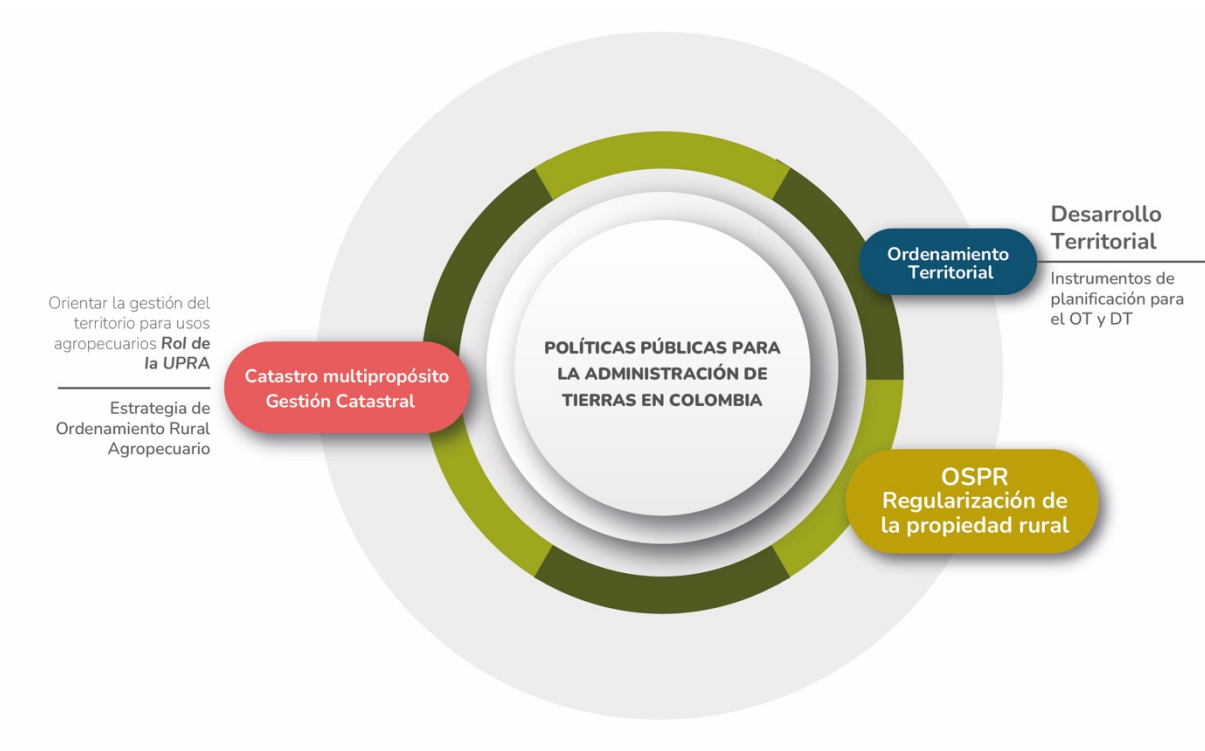 Orientar la gestión del
territorio para usos
agropecuarios Rol de
la UPRA
Estrategia de
Ordenamiento Rural
Agropecuario
Catastro multipropósito
Gestión Catastral
POLÍTICAS PÚBLICAS PARA
LA ADMINISTRACIÓN DE
TIERRAS EN COLOMBIA
Ordenamiento
Territorial
Desarrollo
Territorial
Instrumentos de
planificación para
el OT y DT
OSPR
Regularización de
la propiedad rural